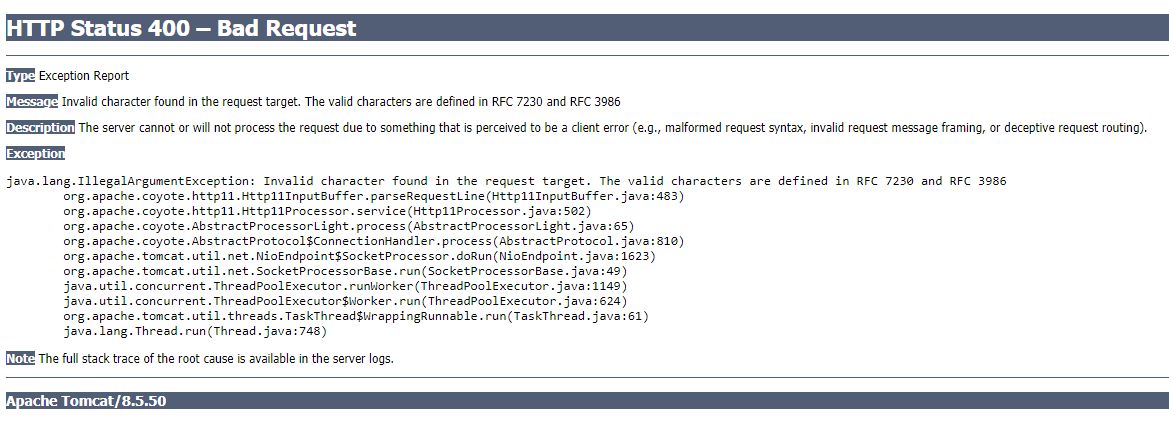 HTTP Status 400 – Bad Request
Type Exception Report
Message Invalid character found in the request target. The valid characters are defined in RFC 7230 and RFC 3986
Description The server cannot or will not process the request due to something that is perceived to be a client error (e.g., malformed request syntax, invalid request message framing, or deceptive request routing).
Exception
java.lang.IllegalArgumentException: Invalid character found in the request target. The valid characters are defined in RFC 7230 and RFC 3986
org.apache.coyote.http11.Http11InputBuffer.parseRequestLine(Http11InputBuffer.java:483)
org.apache.coyote.http11.Http11Processor.service(Http11Processor.java:502)
org.apache.coyote.AbstractProcessorLight.process(AbstractProcessorLight.java:65)
org.apache.coyote.AbstractProtocol$ConnectionHandler.process(AbstractProtocol.java:810)
org.apache.tomcat.util.net.NioEndpoint$SocketProcessor.doRun(NioEndpoint.java:1623)
org.apache.tomcat.util.net.SocketProcessorBase.run(SocketProcessorBase.java:49)
java.util.concurrent.ThreadPoolExecutor.runWorker(ThreadPoolExecutor.java:1149)
java.util.concurrent.ThreadPoolExecutor$Worker.run(ThreadPoolExecutor.java:624)
org.apache.tomcat.util.threads.TaskThread$WrappingRunnable.run(TaskThread.java:61)
java.lang.Thread.run(Thread.java:748)
Note The full stack trace of the root cause is available in the server logs.
Apache Tomcat/8.5.50